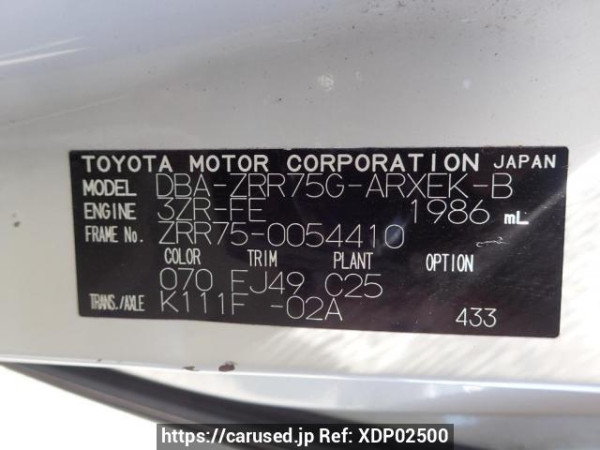 TOYOTA MOTOR CORPORATION JAPAN
MODEL DBA-ZRR75G-ARXEK-B
ENGINE 3ZR-FE 1986 mL
FRAME No. ZRR75-0054410
COLOR TRIM PLANT OPTION
070 FJ49 C25
TRANS./AXLE K111F -02A
433
https://carused.jp Ref: XDP02500